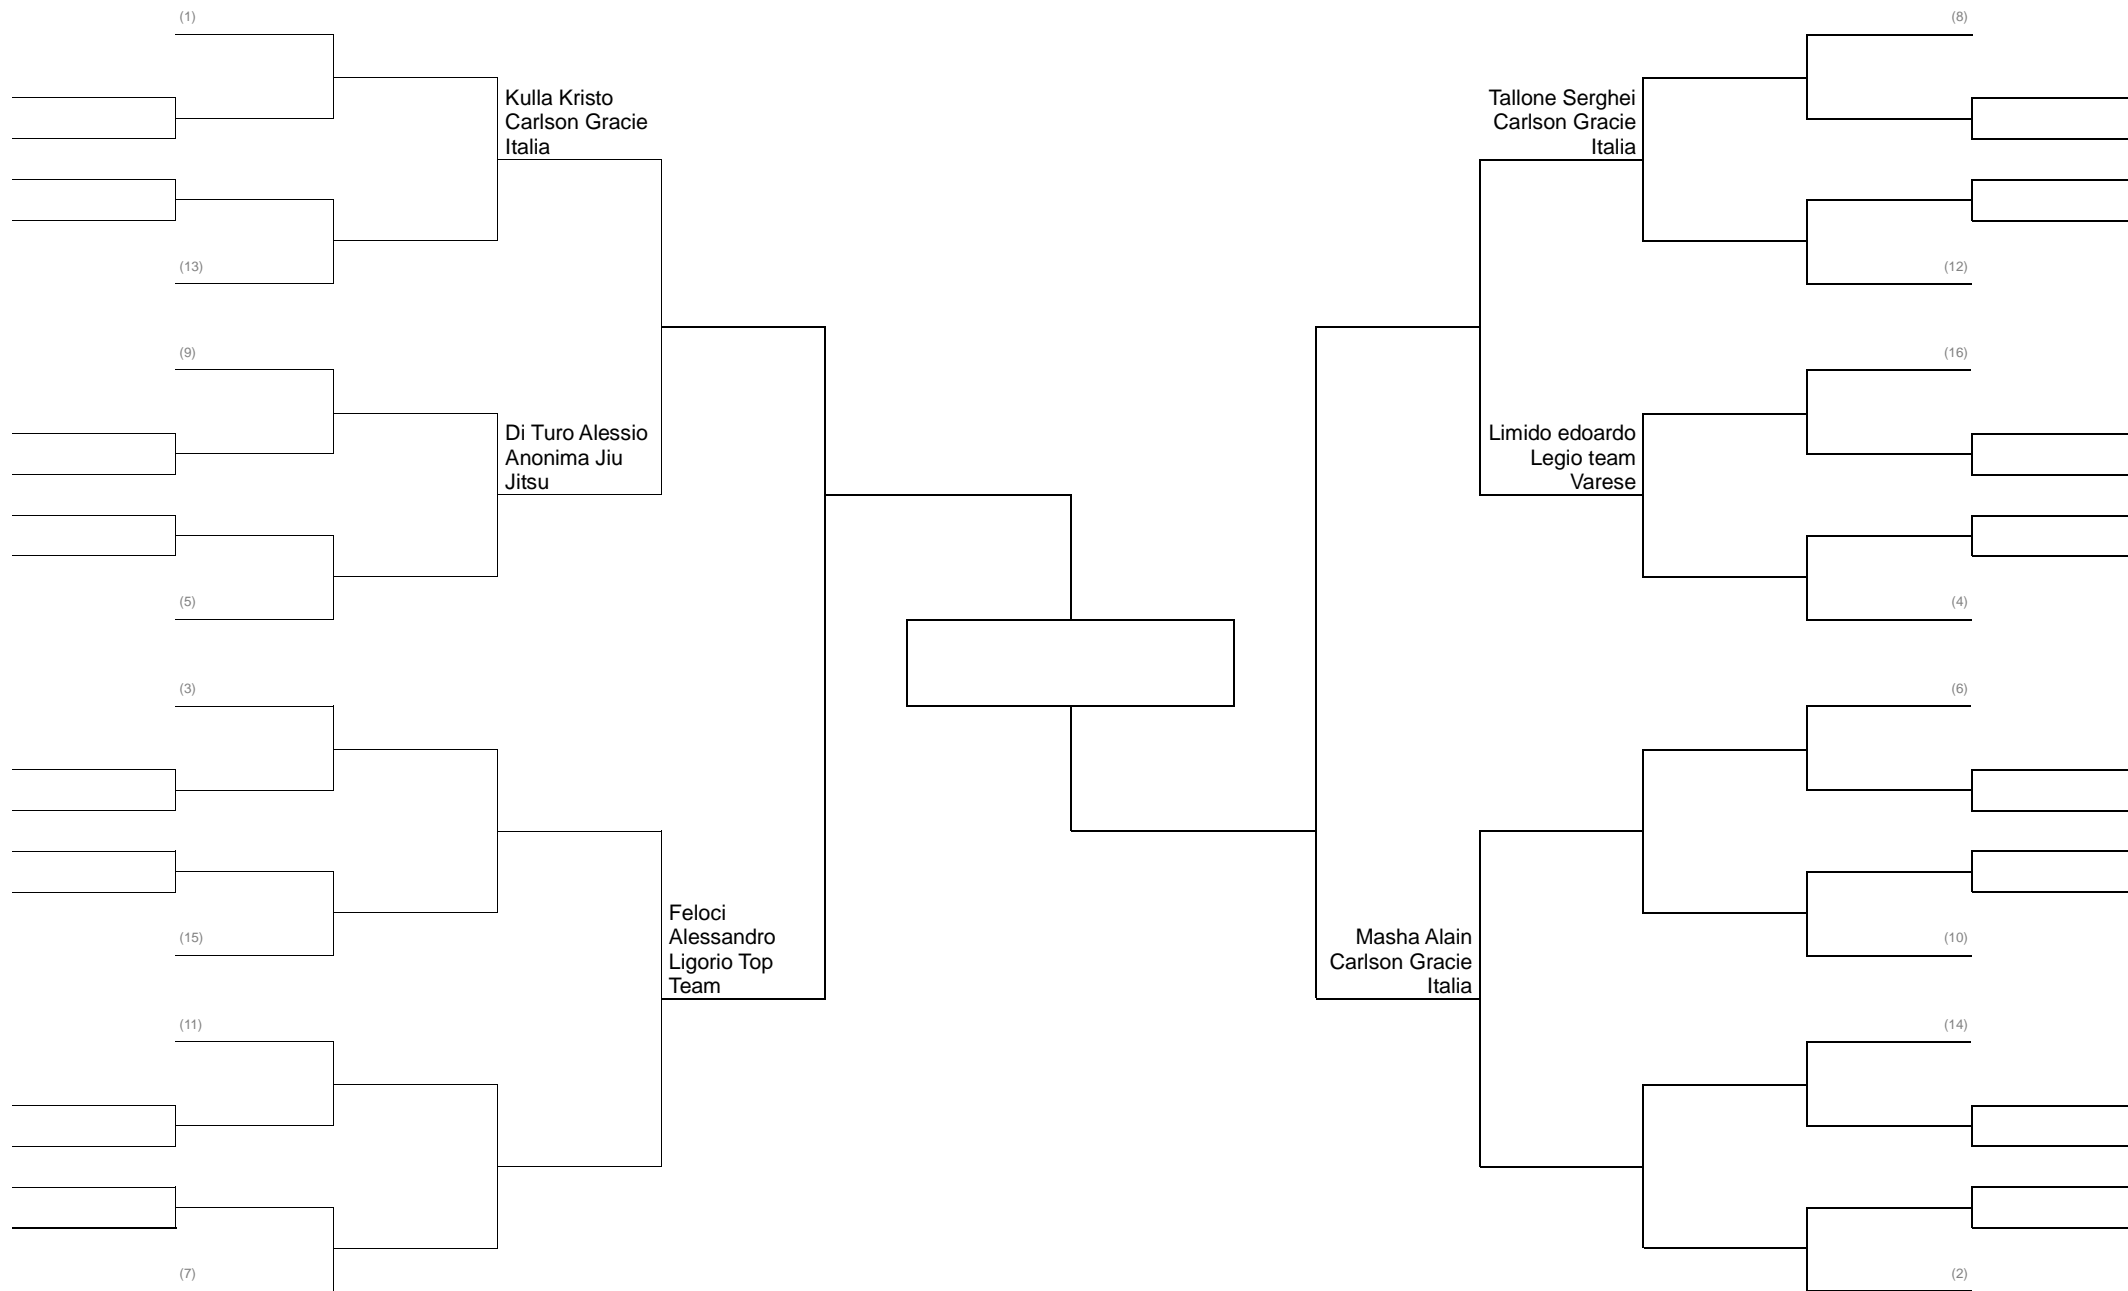 (1)
(8)
Kulla Kristo
Carlson Gracie
Italia
Tallone Serghei
Carlson Gracie
Italia
(13)
(12)
(9)
(16)
Di Turo Alessio
Anonima Jiu
Jitsu
Limido edoardo
Legio team
Varese
(5)
(4)
(3)
(6)
Feloci
Alessandro
Ligorio Top
Team
Masha Alain
Carlson Gracie
Italia
(15)
(10)
(11)
(14)
(7)
(2)